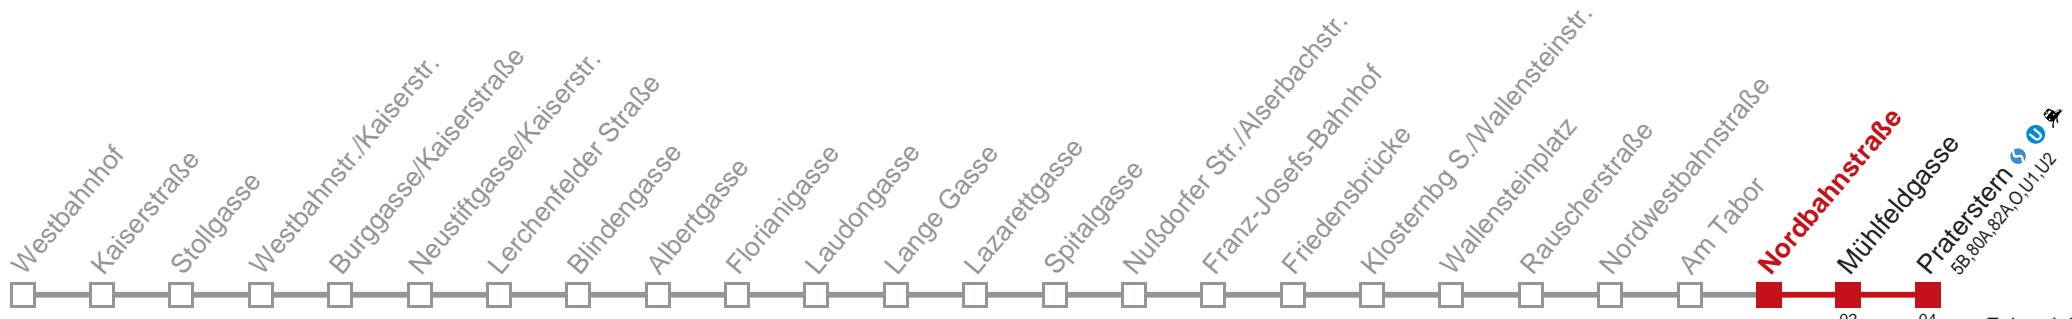 Westbahnhof
Kaiserstraße
Stollgasse
Westbahnstr./Kaiserstr.
Burggasse/Kaiserstraße
Neustiftgasse/Kaiserstr.
Lerchenfelder Straße
Blindengasse
Albertgasse
Florianigasse
Laudongasse
Lange Gasse
Lazarettgasse
Spitalgasse
Nußdorfer Str./Alserbachstr.
Franz-Josefs-Bahnhof
Friedensbrücke
Klosternbg S./Wallensteinstr.
Wallensteinplatz
Rauscherstraße
Nordwestbahnstraße
Am Tabor
Nordbahnstraße
Mühlfeldgasse
Praterstern S U
5B,80A,82A,O,U1,U2